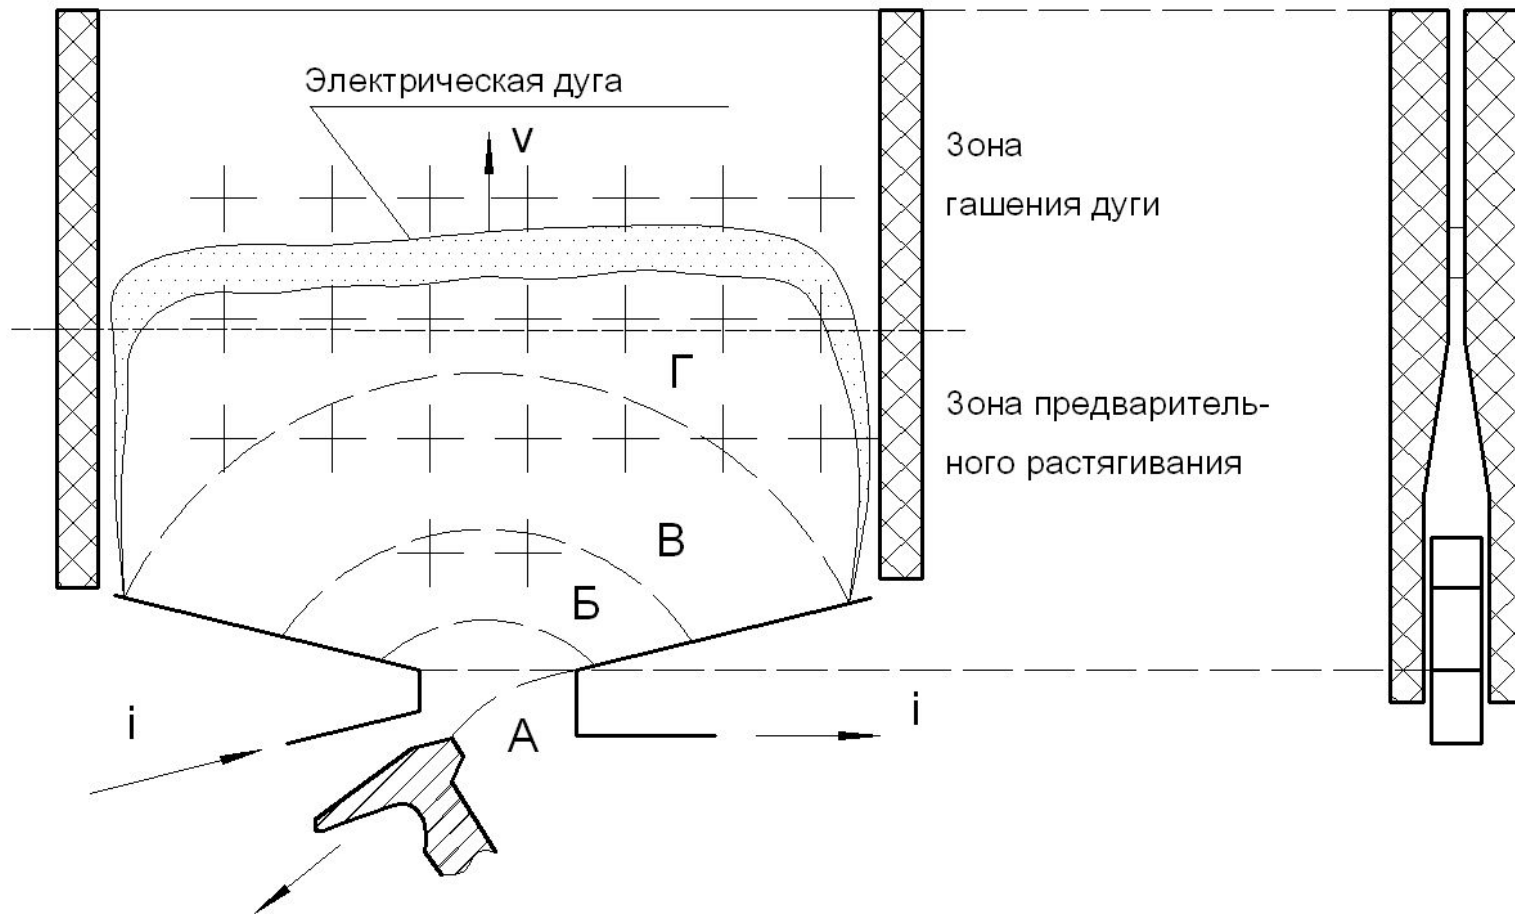 Электрическая дуга
v
Зона
гашения дуги
Г
Зона предваритель-
ного растягивания
В
Б
i
А
i